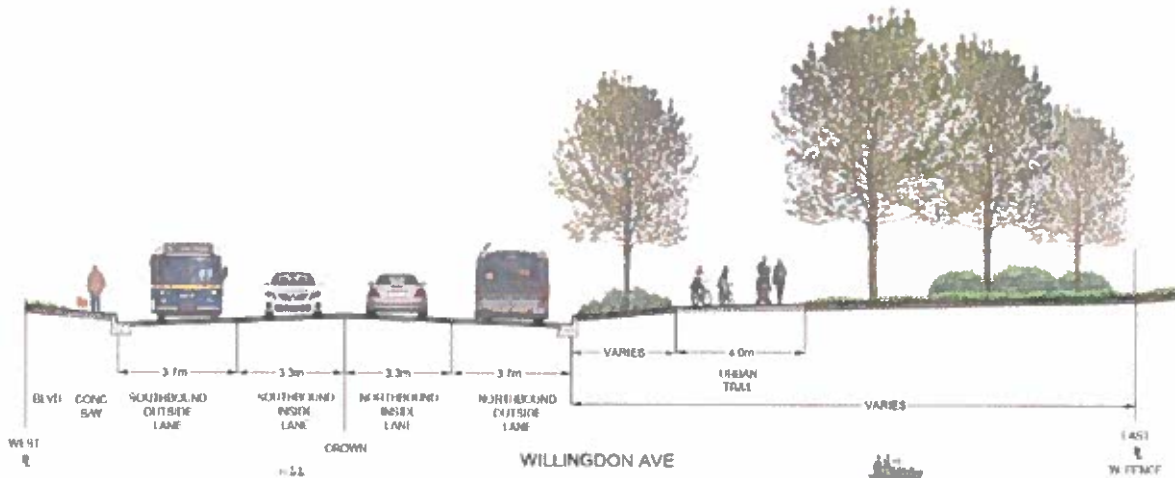 VARIES
4.0m
3.7m
3.3m
3.3m
3.7m
URBAN
TRAIL
VARIES
BLVD
CONC
S/W
SOUTHBOUND
OUTSIDE
LANE
SOUTHBOUND
INSIDE
LANE
NORTHBOUND
INSIDE
LANE
NORTHBOUND
OUTSIDE
LANE
WEST
CROWN
WILLINGDON AVE
EAST